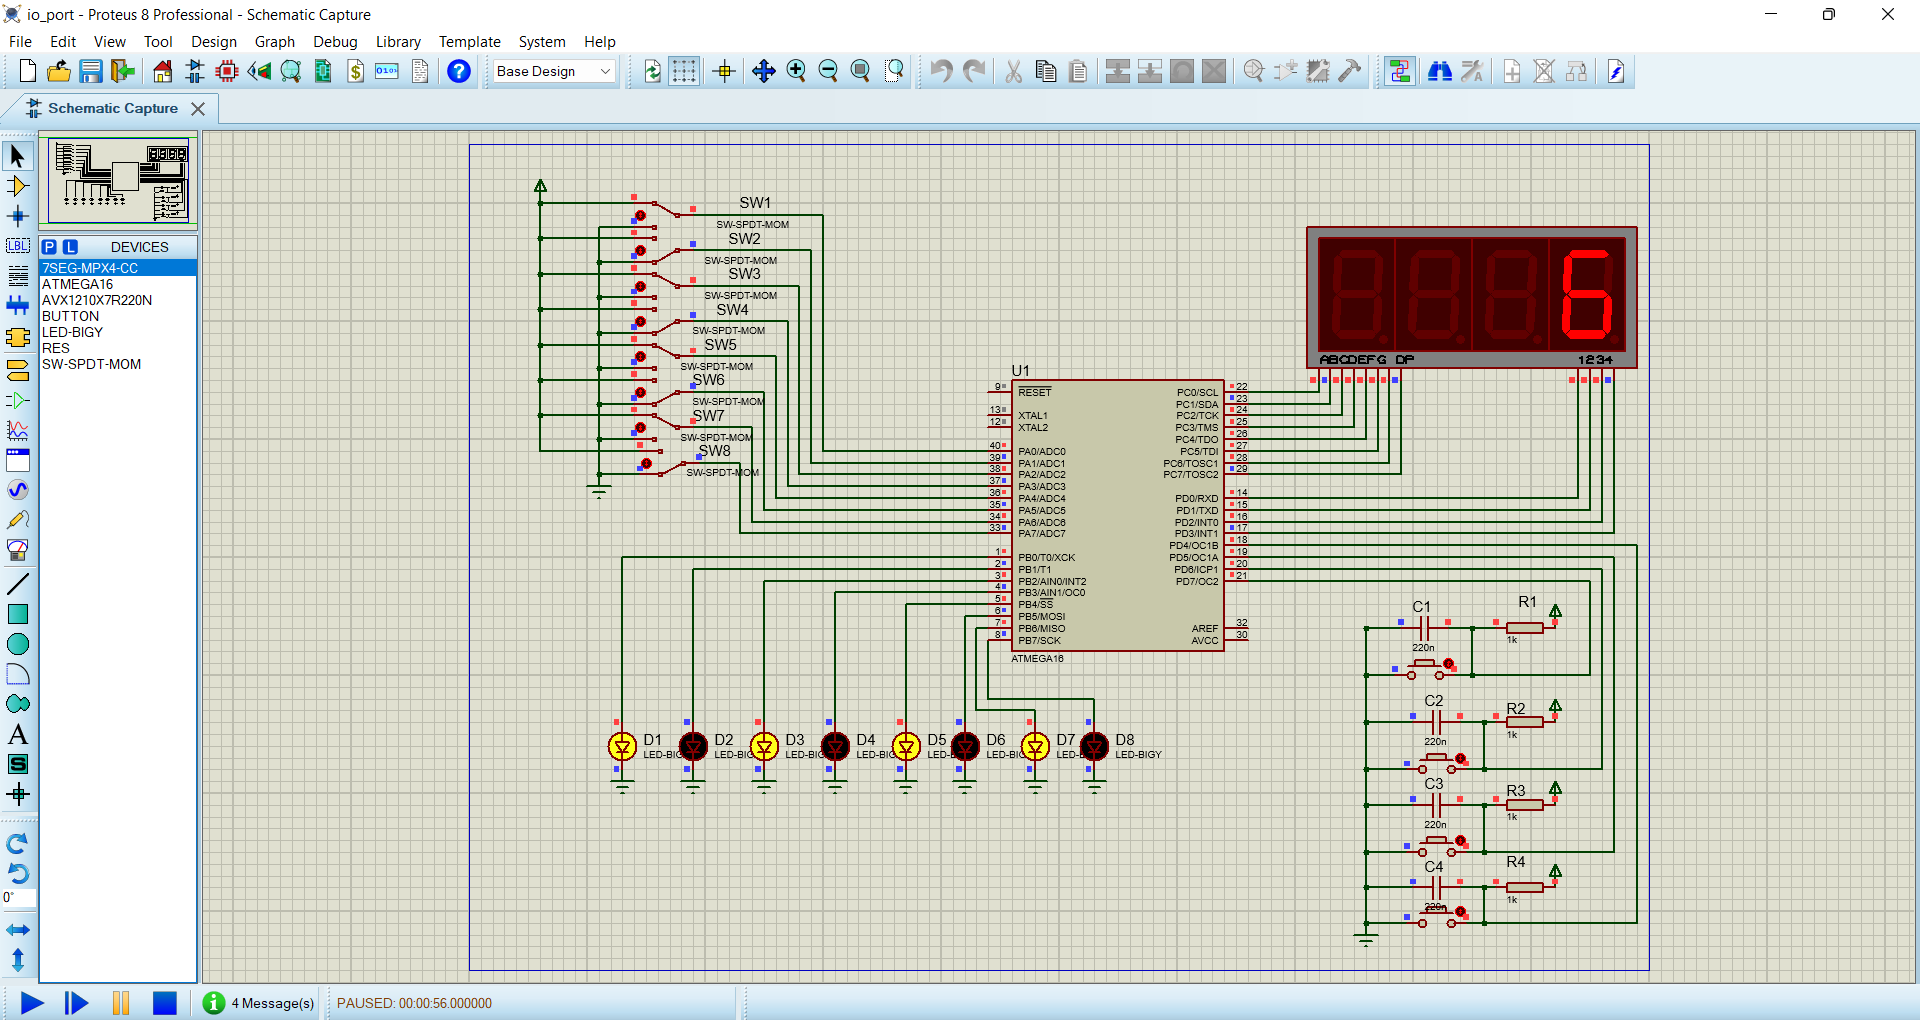 io_port - Proteus 8 Professional - Schematic Capture
File Edit View Tool Design Graph Debug Library Template System Help
Base Design
Schematic Capture
P L DEVICES
7SEG-MPX4-CC
ATMEGA16
AVX1210X7R220N
BUTTON
LED-BIGY
RES
SW-SPDT-MOM
LBL
A
S
0°
SW1
SW-SPDT-MOM
SW2
SW-SPDT-MOM
SW3
SW-SPDT-MOM
SW4
SW-SPDT-MOM
SW5
SW-SPDT-MOM
SW6
SW-SPDT-MOM
SW7
SW-SPDT-MOM
SW8
SW-SPDT-MOM
6
ABCDEFG DP 1234
U1
9 RESET
13 XTAL1
12 XTAL2
40 PA0/ADC0
39 PA1/ADC1
38 PA2/ADC2
37 PA3/ADC3
36 PA4/ADC4
35 PA5/ADC5
34 PA6/ADC6
33 PA7/ADC7
1 PB0/T0/XCK
2 PB1/T1
3 PB2/AIN0/INT2
4 PB3/AIN1/OC0
5 PB4/SS
6 PB5/MOSI
7 PB6/MISO
8 PB7/SCK
PC0/SCL 22
PC1/SDA 23
PC2/TCK 24
PC3/TMS 25
PC4/TDO 26
PC5/TDI 27
PC6/TOSC1 28
PC7/TOSC2 29
PD0/RXD 14
PD1/TXD 15
PD2/INT0 16
PD3/INT1 17
PD4/OC1B 18
PD5/OC1A 19
PD6/ICP1 20
PD7/OC2 21
AREF 32
AVCC 30
ATMEGA16
D1 D2 D3 D4 D5 D6 D7 D8
LED-BIG LED-BIG LED-BIG LED-BIG LED-B LED-BIG LED-B LED-BIGY
C1
220n
R1
1k
C2
220n
R2
1k
C3
220n
R3
1k
C4
220n
R4
1k
4 Message(s) PAUSED: 00:00:56.000000